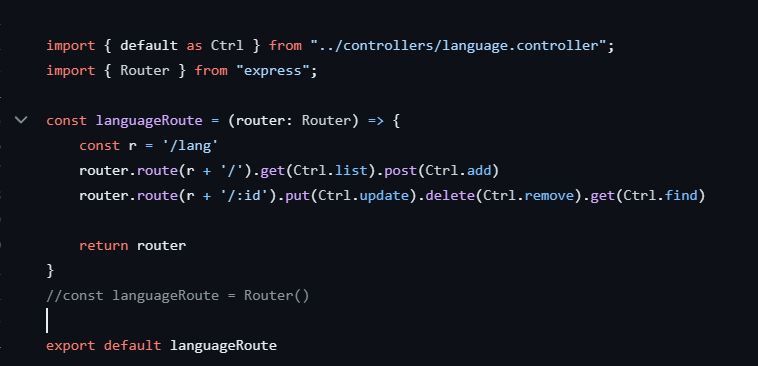 import { default as Ctrl } from "../controllers/language.controller";
import { Router } from "express";
const languageRoute = (router: Router) => {
const r = '/lang'
router.route(r + '/').get(Ctrl.list).post(Ctrl.add)
router.route(r + '/:id').put(Ctrl.update).delete(Ctrl.remove).get(Ctrl.find)
return router
}
//const languageRoute = Router()
export default languageRoute